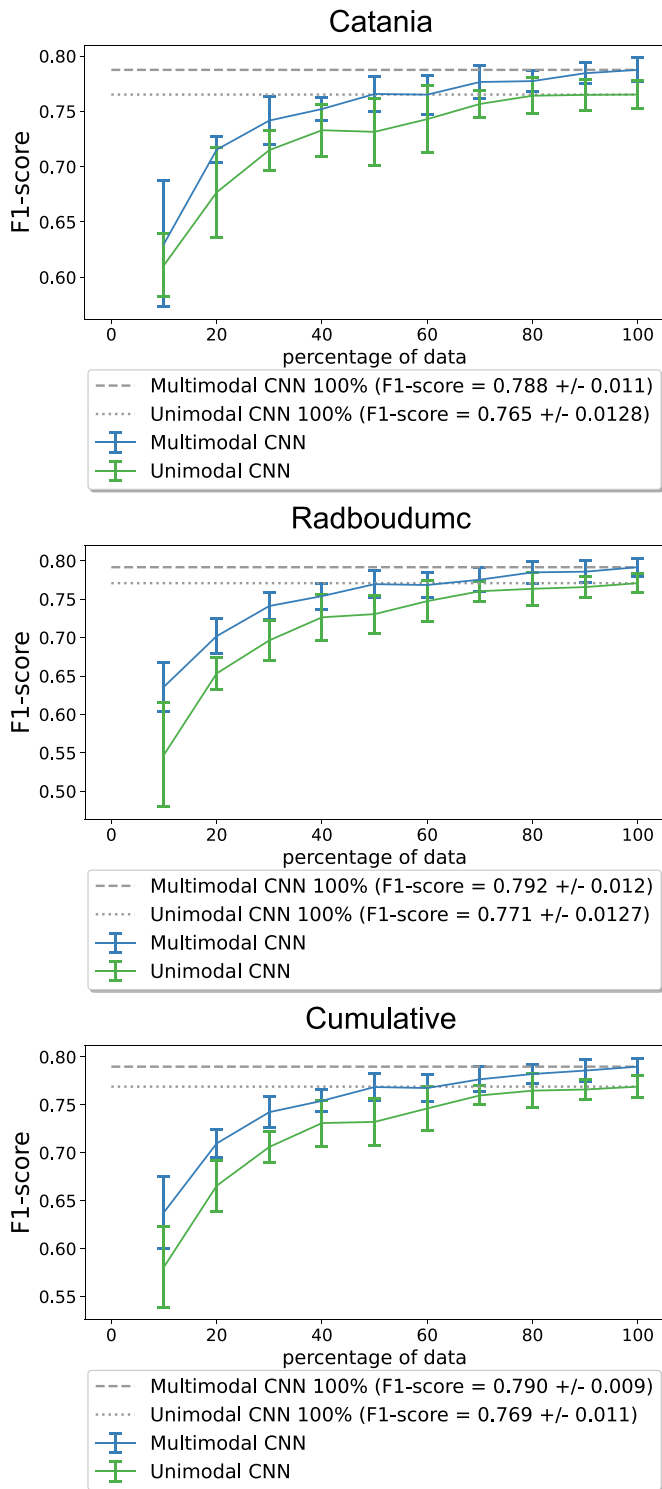 Catania
0.80
0.75
0.70
0.65
0.60
F1-score
0 20 40 60 80 100
percentage of data
Multimodal CNN 100% (F1-score = 0.788 +/- 0.011)
Unimodal CNN 100% (F1-score = 0.765 +/- 0.0128)
Multimodal CNN
Unimodal CNN
Radboudumc
0.80
0.75
0.70
0.65
0.60
0.55
0.50
F1-score
0 20 40 60 80 100
percentage of data
Multimodal CNN 100% (F1-score = 0.792 +/- 0.012)
Unimodal CNN 100% (F1-score = 0.771 +/- 0.0127)
Multimodal CNN
Unimodal CNN
Cumulative
0.80
0.75
0.70
0.65
0.60
0.55
F1-score
0 20 40 60 80 100
percentage of data
Multimodal CNN 100% (F1-score = 0.790 +/- 0.009)
Unimodal CNN 100% (F1-score = 0.769 +/- 0.011)
Multimodal CNN
Unimodal CNN